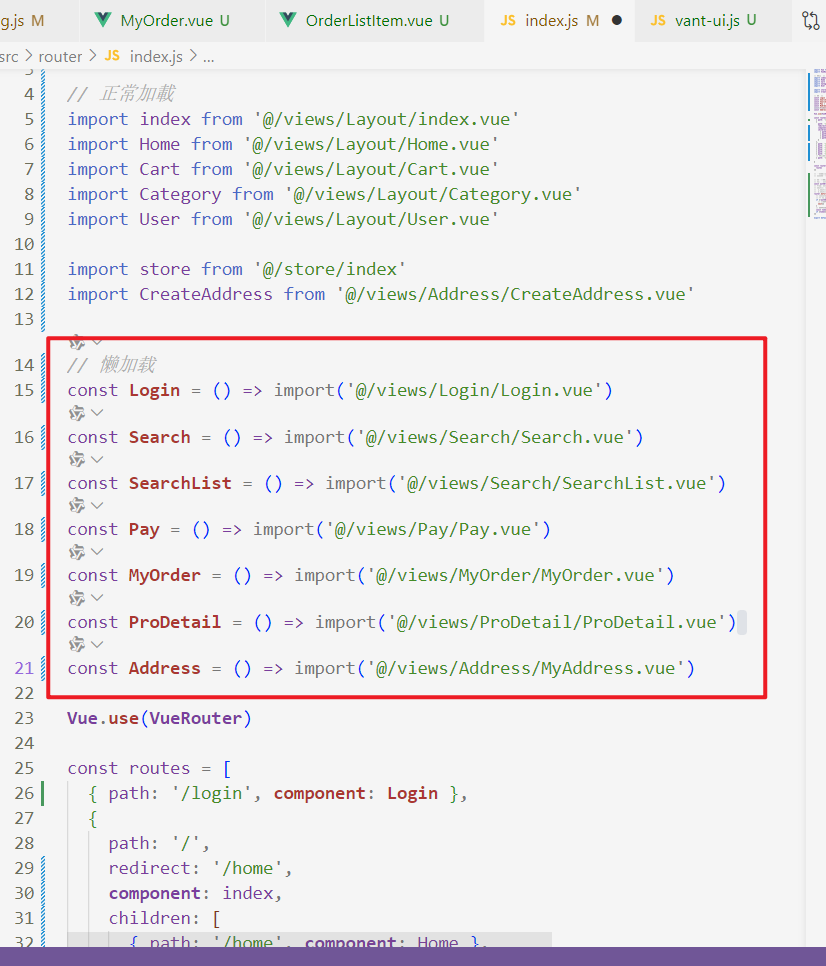 g.js M MyOrder.vue U OrderListItem.vue U JS index.js M JS vant-ui.js U
src > router > JS index.js > ...
3
4 // 正常加載
5 import index from '@/views/Layout/index.vue'
6 import Home from '@/views/Layout/Home.vue'
7 import Cart from '@/views/Layout/Cart.vue'
8 import Category from '@/views/Layout/Category.vue'
9 import User from '@/views/Layout/User.vue'
10
11 import store from '@/store/index'
12 import CreateAddress from '@/views/Address/CreateAddress.vue'
13
14 // 懒加载
15 const Login = () => import('@/views/Login/Login.vue')
16 const Search = () => import('@/views/Search/Search.vue')
17 const SearchList = () => import('@/views/Search/SearchList.vue')
18 const Pay = () => import('@/views/Pay/Pay.vue')
19 const MyOrder = () => import('@/views/MyOrder/MyOrder.vue')
20 const ProDetail = () => import('@/views/ProDetail/ProDetail.vue')
21 const Address = () => import('@/views/Address/MyAddress.vue')
22
23 Vue.use(VueRouter)
24
25 const routes = [
26 { path: '/login', component: Login },
27 {
28 path: '/',
29 redirect: '/home',
30 component: index,
31 children: [
32 { path: '/home', component: Home },